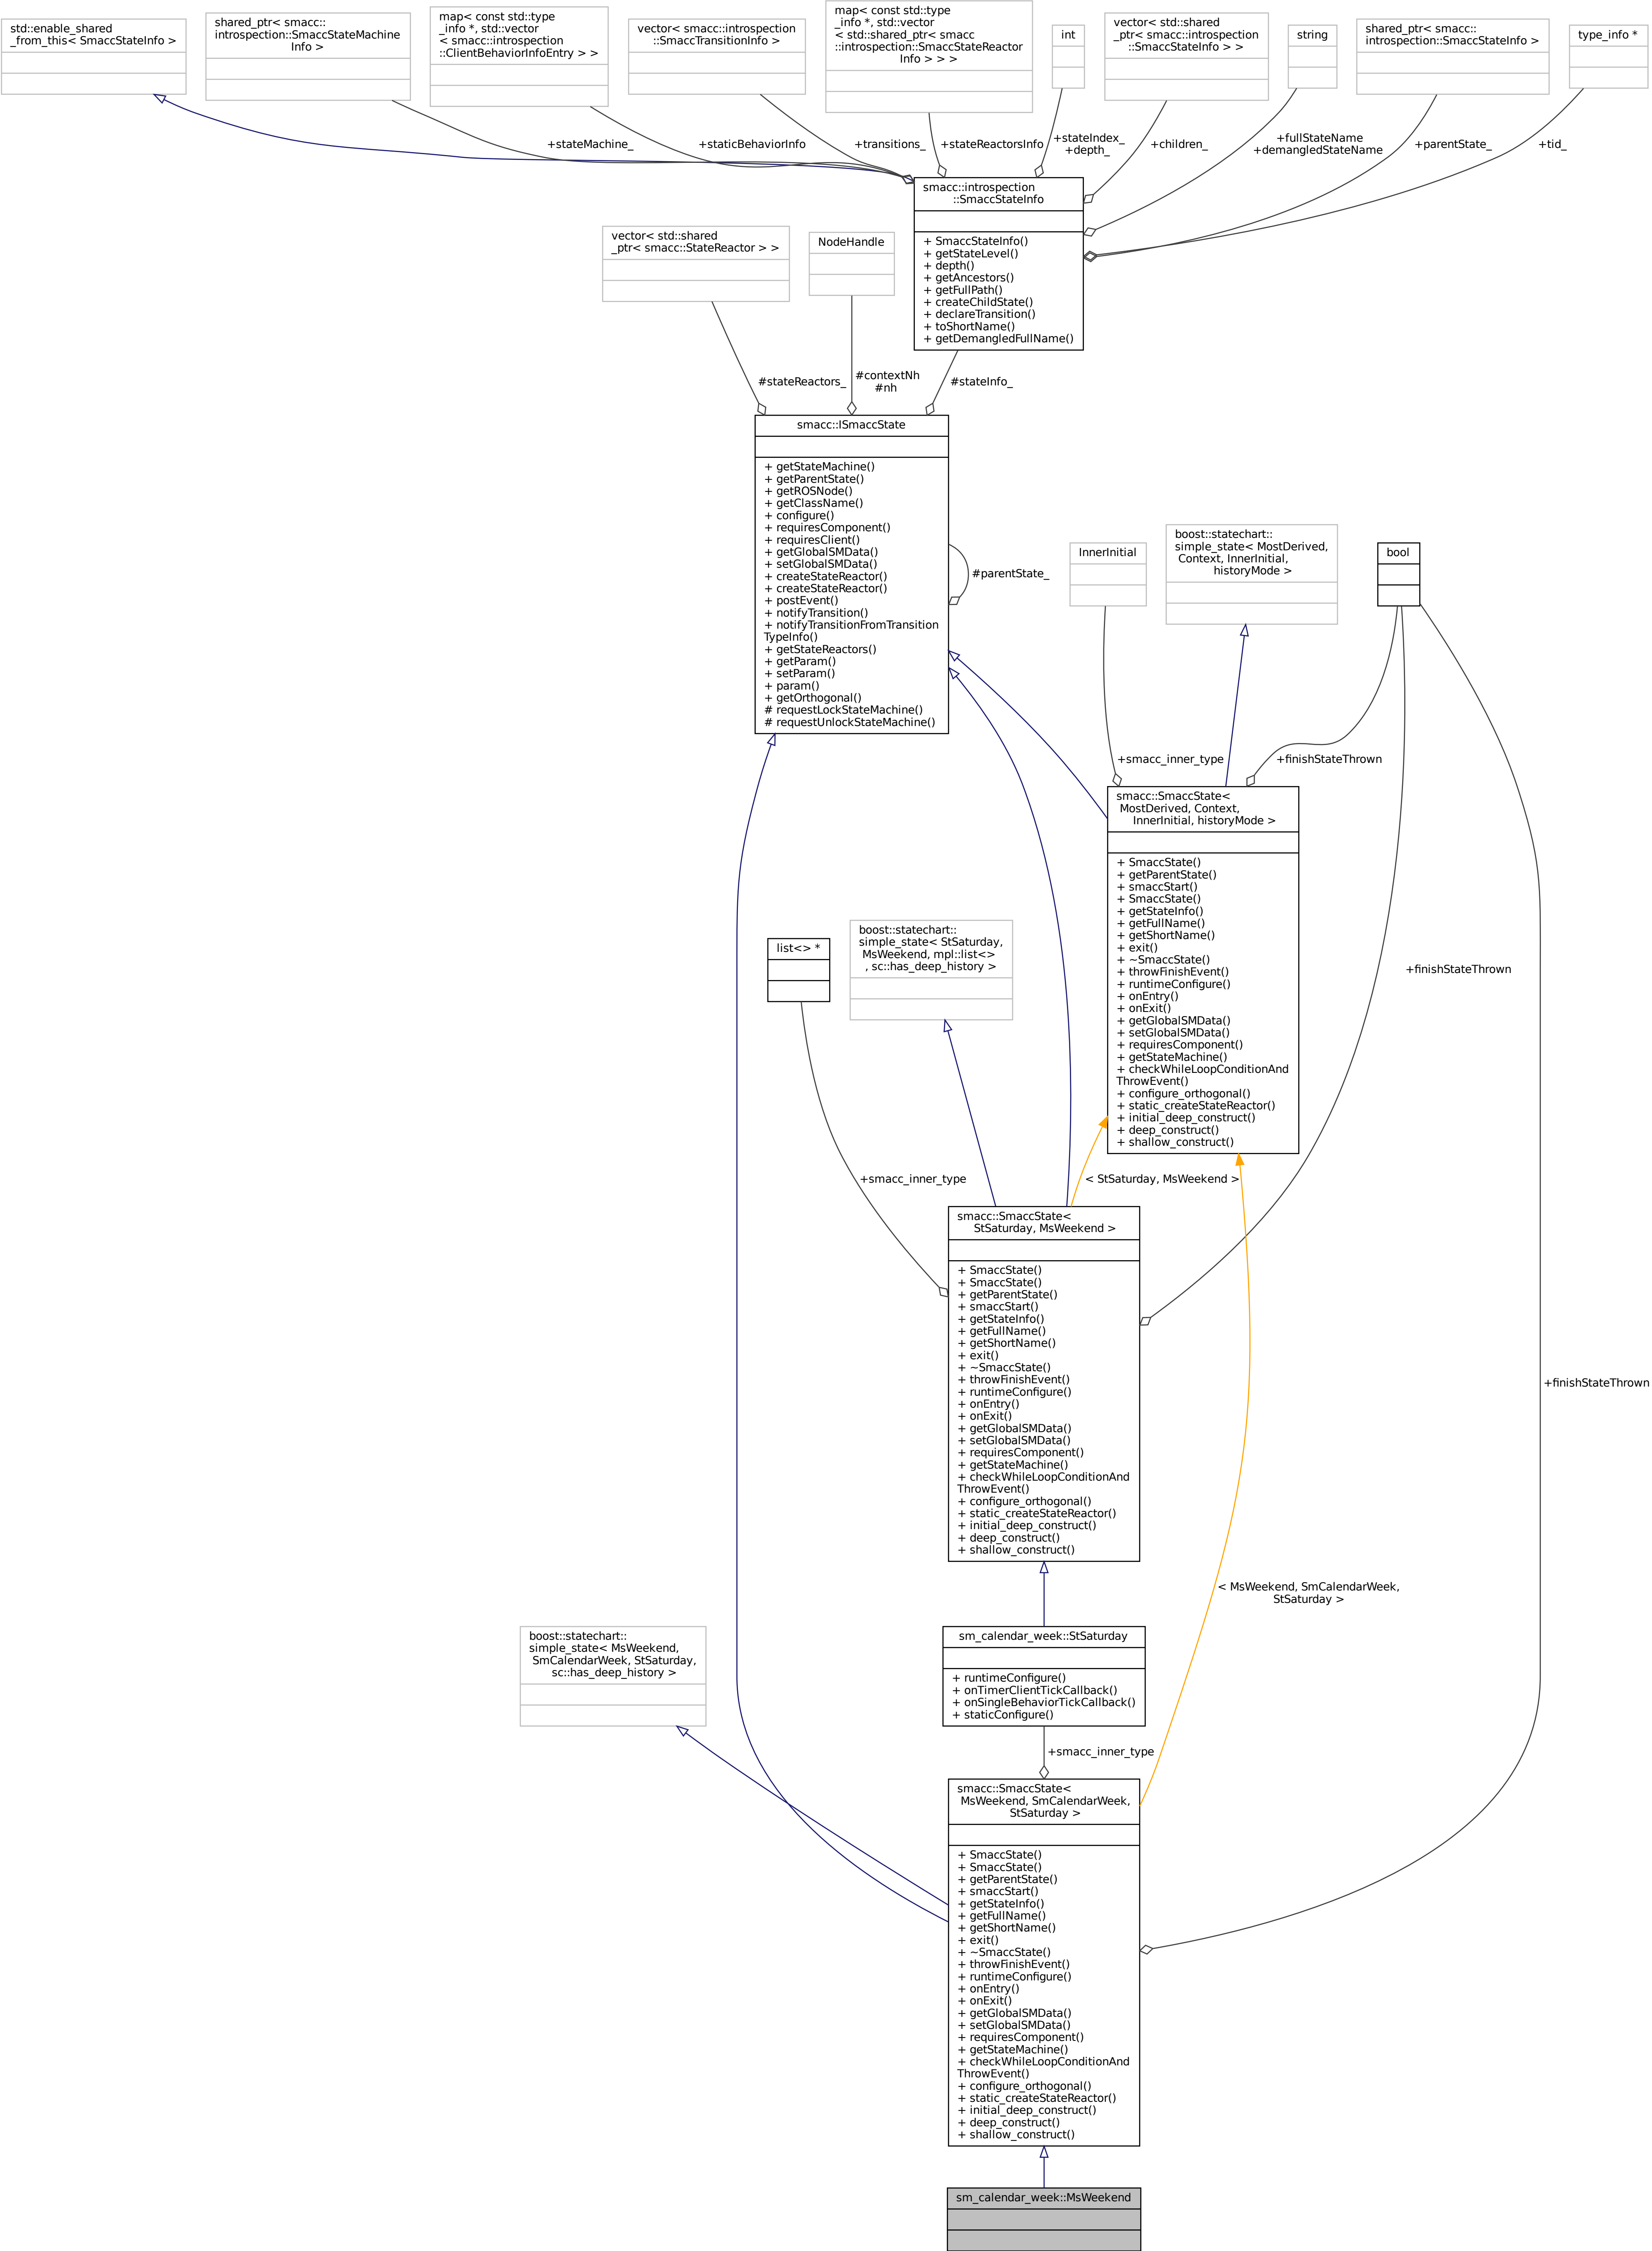 std::enable_shared
_from_this< SmaccStateInfo >
shared_ptr< smacc::
introspection::SmaccStateMachine
Info >
map< const std::type
_info *, std::vector
< smacc::introspection
::ClientBehaviorInfoEntry > >
vector< smacc::introspection
::SmaccTransitionInfo >
map< const std::type
_info *, std::vector
< std::shared_ptr< smacc
::introspection::SmaccStateReactor
Info > > >
int
vector< std::shared
_ptr< smacc::introspection
::SmaccStateInfo > >
string
shared_ptr< smacc::
introspection::SmaccStateInfo >
type_info *
+stateMachine_
+staticBehaviorInfo
+transitions_
+stateReactorsInfo
+stateIndex_
+depth_
+children_
+fullStateName
+demangledStateName
+parentState_
+tid_
smacc::introspection
::SmaccStateInfo
+ SmaccStateInfo()
+ getStateLevel()
+ depth()
+ getAncestors()
+ getFullPath()
+ createChildState()
+ declareTransition()
+ toShortName()
+ getDemangledFullName()
vector< std::shared
_ptr< smacc::StateReactor > >
NodeHandle
#stateReactors_
#contextNh
#nh
#stateInfo_
smacc::ISmaccState
+ getStateMachine()
+ getParentState()
+ getROSNode()
+ getClassName()
+ configure()
+ requiresComponent()
+ requiresClient()
+ getGlobalSMData()
+ setGlobalSMData()
+ createStateReactor()
+ createStateReactor()
+ postEvent()
+ notifyTransition()
+ notifyTransitionFromTransition
TypeInfo()
+ getStateReactors()
+ getParam()
+ setParam()
+ param()
+ getOrthogonal()
# requestLockStateMachine()
# requestUnlockStateMachine()
#parentState_
InnerInitial
boost::statechart::
simple_state< MostDerived,
Context, InnerInitial,
historyMode >
bool
+smacc_inner_type
+finishStateThrown
smacc::SmaccState<
MostDerived, Context,
InnerInitial, historyMode >
+ SmaccState()
+ getParentState()
+ smaccStart()
+ SmaccState()
+ getStateInfo()
+ getFullName()
+ getShortName()
+ exit()
+ ~SmaccState()
+ throwFinishEvent()
+ runtimeConfigure()
+ onEntry()
+ onExit()
+ getGlobalSMData()
+ setGlobalSMData()
+ requiresComponent()
+ getStateMachine()
+ checkWhileLoopConditionAnd
ThrowEvent()
+ configure_orthogonal()
+ static_createStateReactor()
+ initial_deep_construct()
+ deep_construct()
+ shallow_construct()
list<> *
boost::statechart::
simple_state< StSaturday,
MsWeekend, mpl::list<>
, sc::has_deep_history >
+finishStateThrown
+smacc_inner_type
< StSaturday, MsWeekend >
smacc::SmaccState<
StSaturday, MsWeekend >
+ SmaccState()
+ SmaccState()
+ getParentState()
+ smaccStart()
+ getStateInfo()
+ getFullName()
+ getShortName()
+ exit()
+ ~SmaccState()
+ throwFinishEvent()
+ runtimeConfigure()
+ onEntry()
+ onExit()
+ getGlobalSMData()
+ setGlobalSMData()
+ requiresComponent()
+ getStateMachine()
+ checkWhileLoopConditionAnd
ThrowEvent()
+ configure_orthogonal()
+ static_createStateReactor()
+ initial_deep_construct()
+ deep_construct()
+ shallow_construct()
+finishStateThrown
< MsWeekend, SmCalendarWeek,
StSaturday >
boost::statechart::
simple_state< MsWeekend,
SmCalendarWeek, StSaturday,
sc::has_deep_history >
sm_calendar_week::StSaturday
+ runtimeConfigure()
+ onTimerClientTickCallback()
+ onSingleBehaviorTickCallback()
+ staticConfigure()
+smacc_inner_type
smacc::SmaccState<
MsWeekend, SmCalendarWeek,
StSaturday >
+ SmaccState()
+ SmaccState()
+ getParentState()
+ smaccStart()
+ getStateInfo()
+ getFullName()
+ getShortName()
+ exit()
+ ~SmaccState()
+ throwFinishEvent()
+ runtimeConfigure()
+ onEntry()
+ onExit()
+ getGlobalSMData()
+ setGlobalSMData()
+ requiresComponent()
+ getStateMachine()
+ checkWhileLoopConditionAnd
ThrowEvent()
+ configure_orthogonal()
+ static_createStateReactor()
+ initial_deep_construct()
+ deep_construct()
+ shallow_construct()
sm_calendar_week::MsWeekend